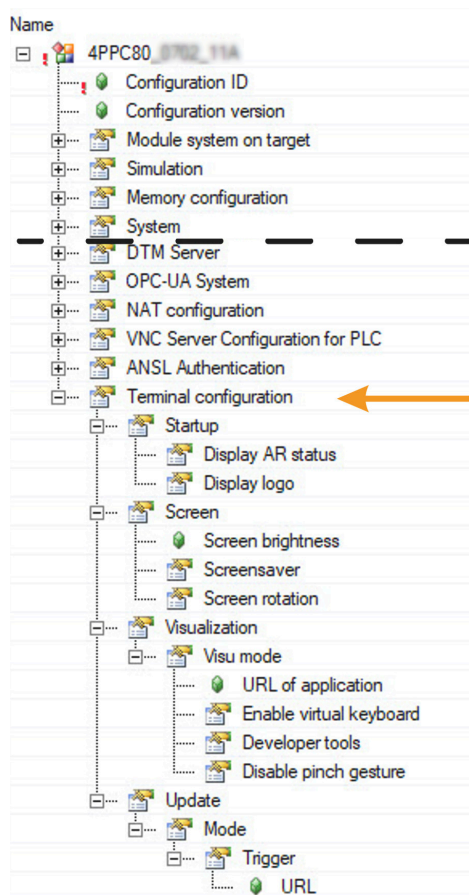 Name
4PPC80
Configuration ID
Configuration version
Module system on target
Simulation
Memory configuration
System
DTM Server
OPC-UA System
NAT configuration
VNC Server Configuration for PLC
ANSL Authentication
Terminal configuration
Startup
Display AR status
Display logo
Screen
Screen brightness
Screensaver
Screen rotation
Visualization
Visu mode
URL of application
Enable virtual keyboard
Developer tools
Disable pinch gesture
Update
Mode
Trigger
URL